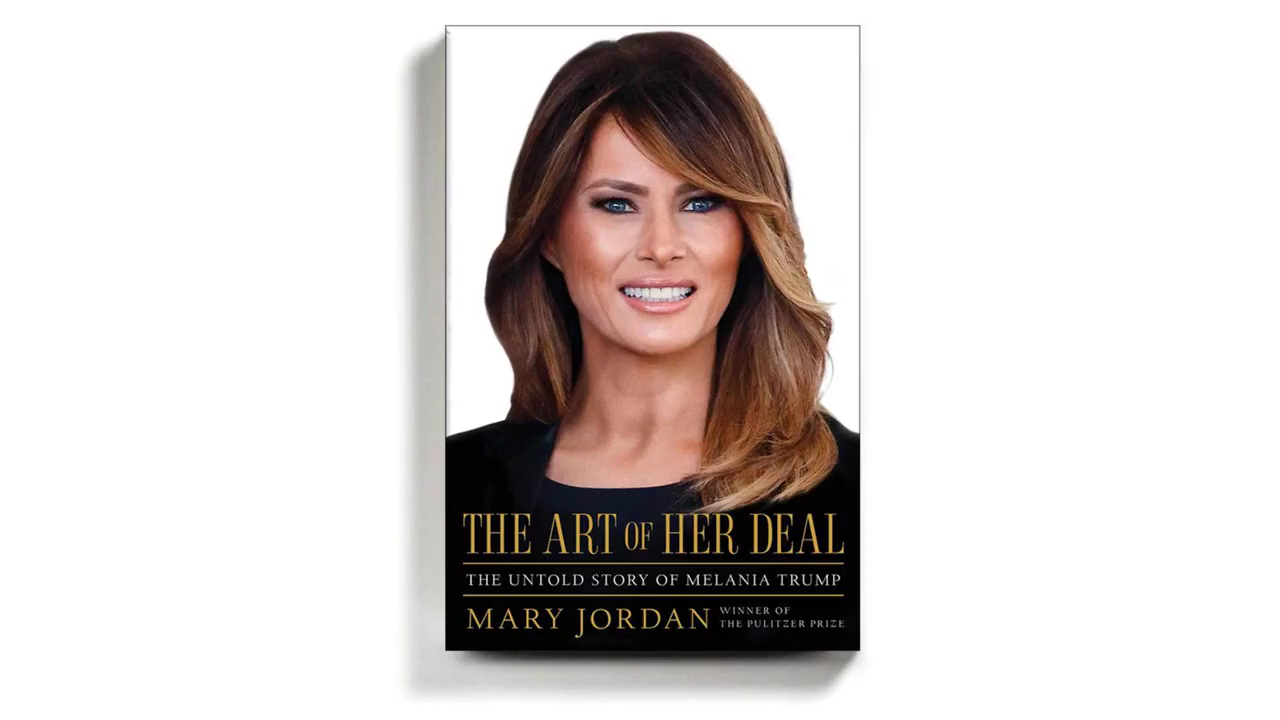 THE ART OF HER DEAL
THE UNTOLD STORY OF MELANIA TRUMP
MARY JORDAN
WINNER OF
THE PULITZER PRIZE